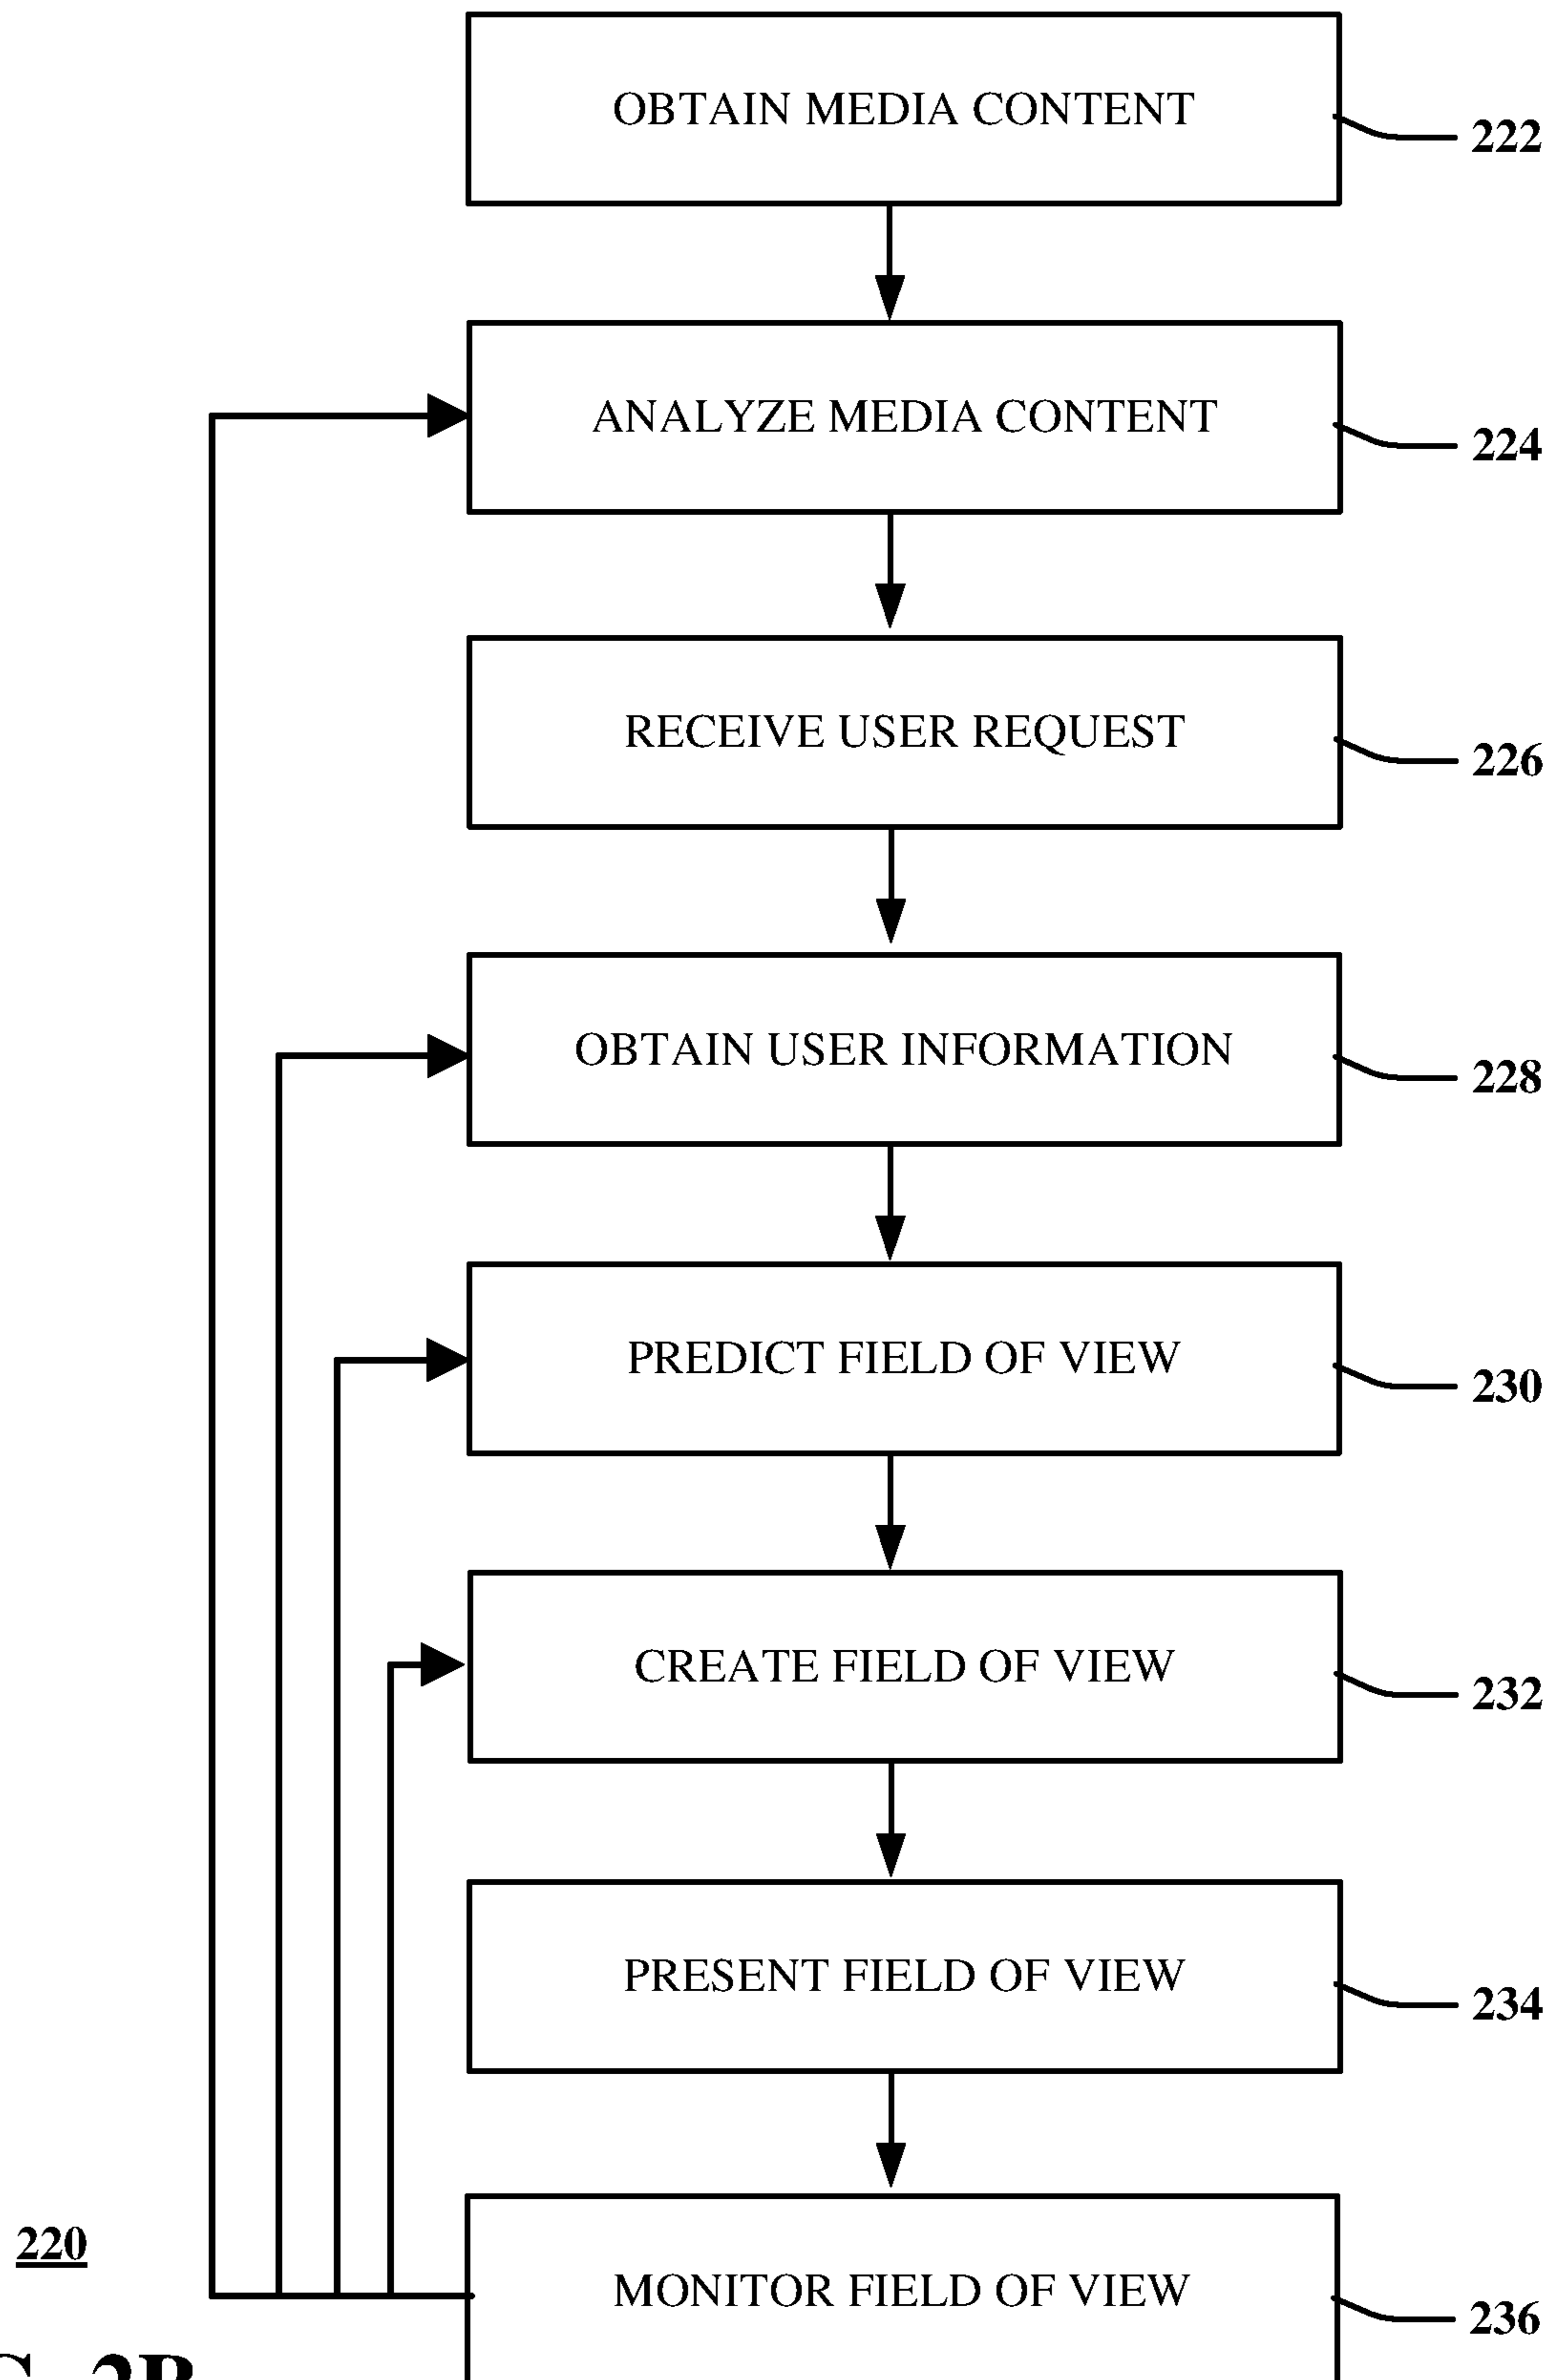 OBTAIN MEDIA CONTENT
222
ANALYZE MEDIA CONTENT
224
RECEIVE USER REQUEST
226
OBTAIN USER INFORMATION
228
PREDICT FIELD OF VIEW
230
CREATE FIELD OF VIEW
232
PRESENT FIELD OF VIEW
234
220
MONITOR FIELD OF VIEW
236
2B